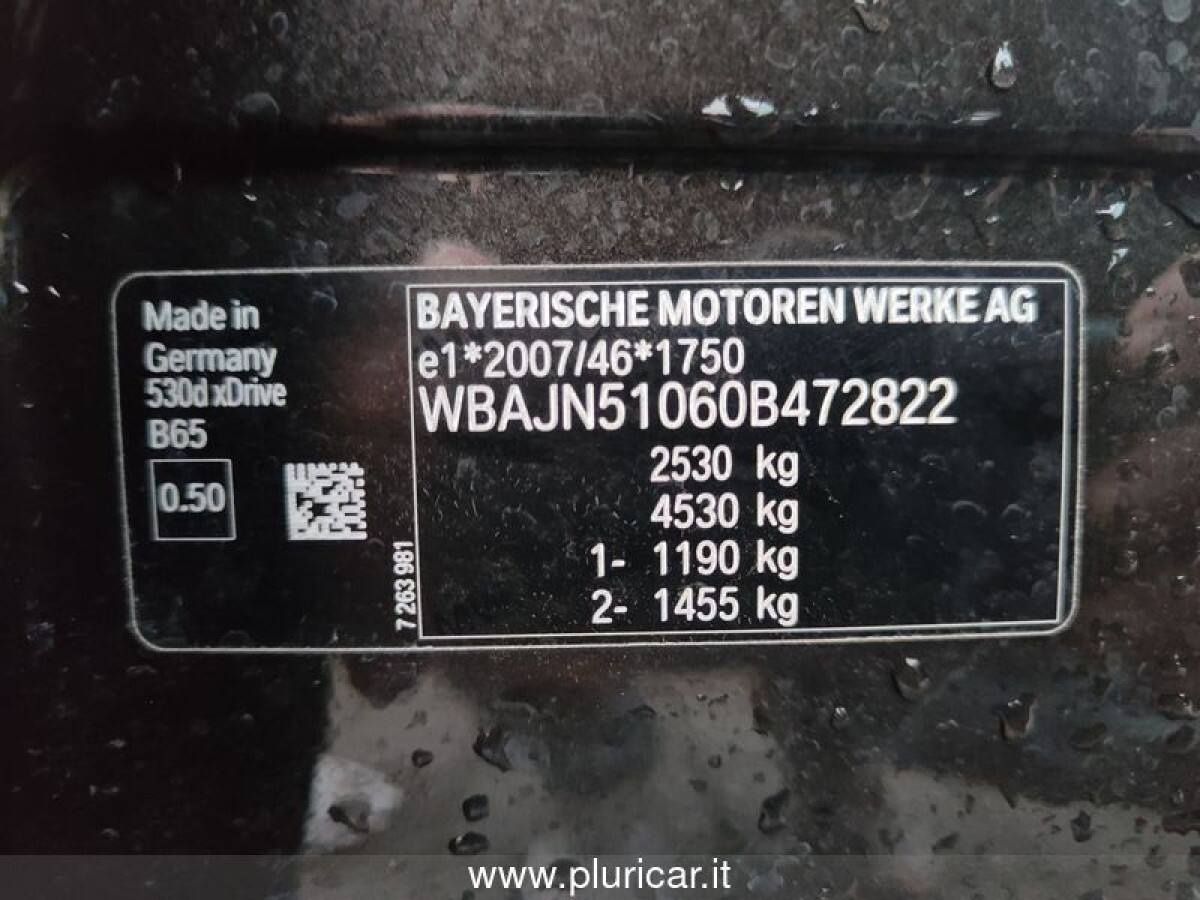 Made in
Germany
530d xDrive
B65
0.50
7 263 981
BAYERISCHE MOTOREN WERKE AG
e1*2007/46*1750
WBAJN51060B472822
2530 kg
4530 kg
1- 1190 kg
2- 1455 kg
www.pluricar.it